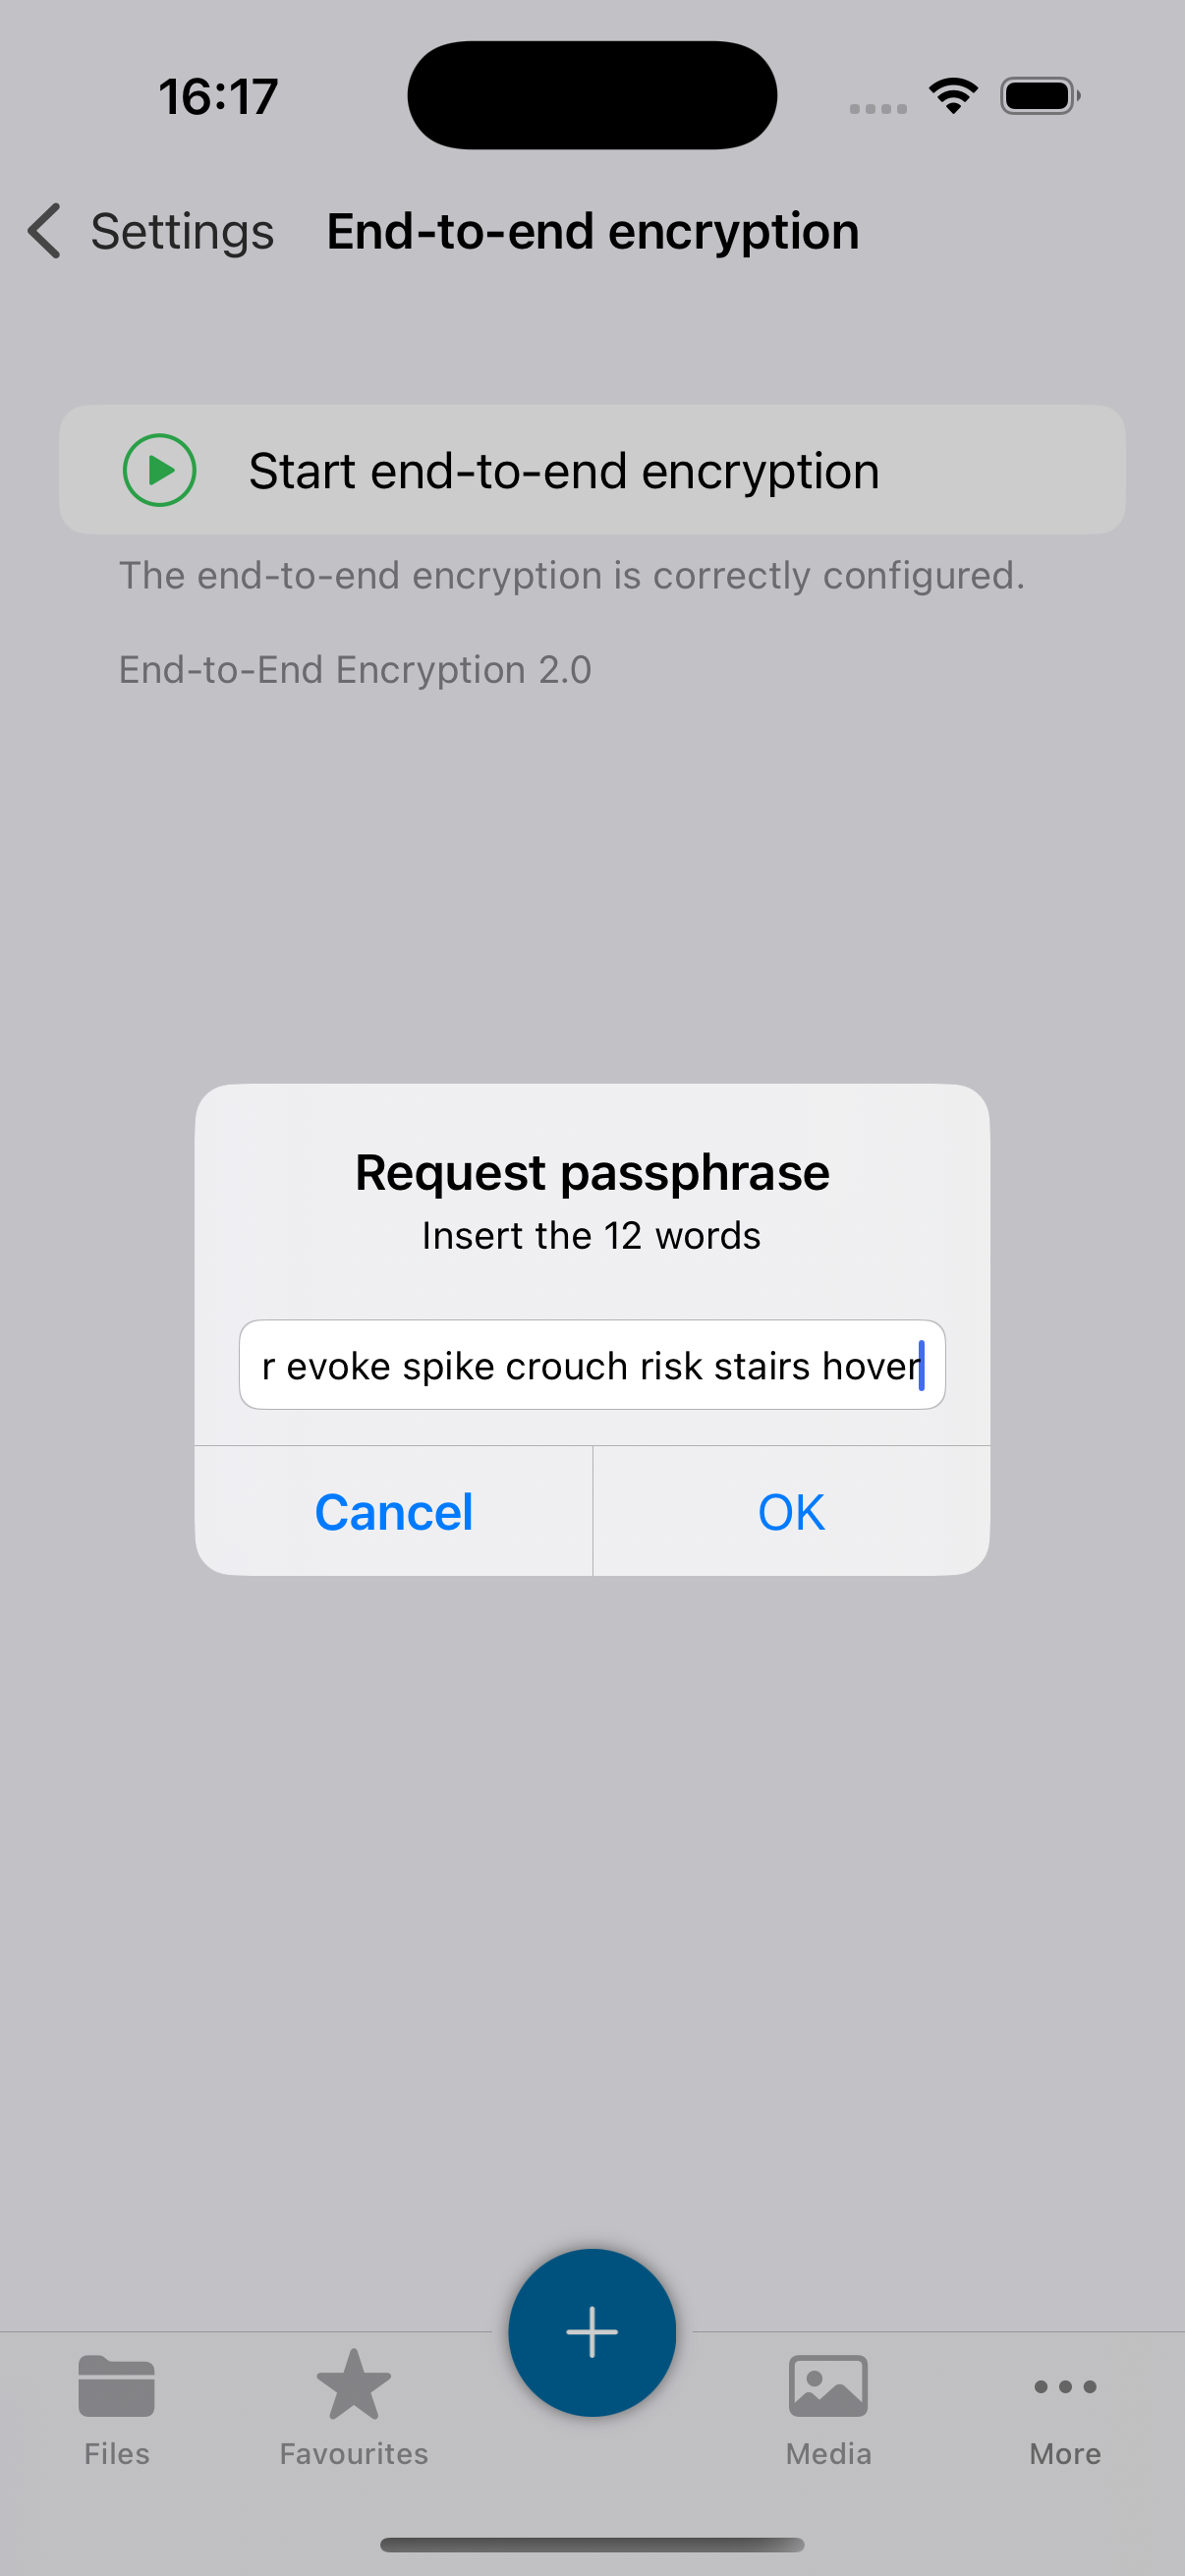 16:17
Settings End-to-end encryption
Start end-to-end encryption
The end-to-end encryption is correctly configured.
End-to-End Encryption 2.0
Request passphrase
Insert the 12 words
r evoke spike crouch risk stairs hover
Cancel OK
Files Favourites Media More